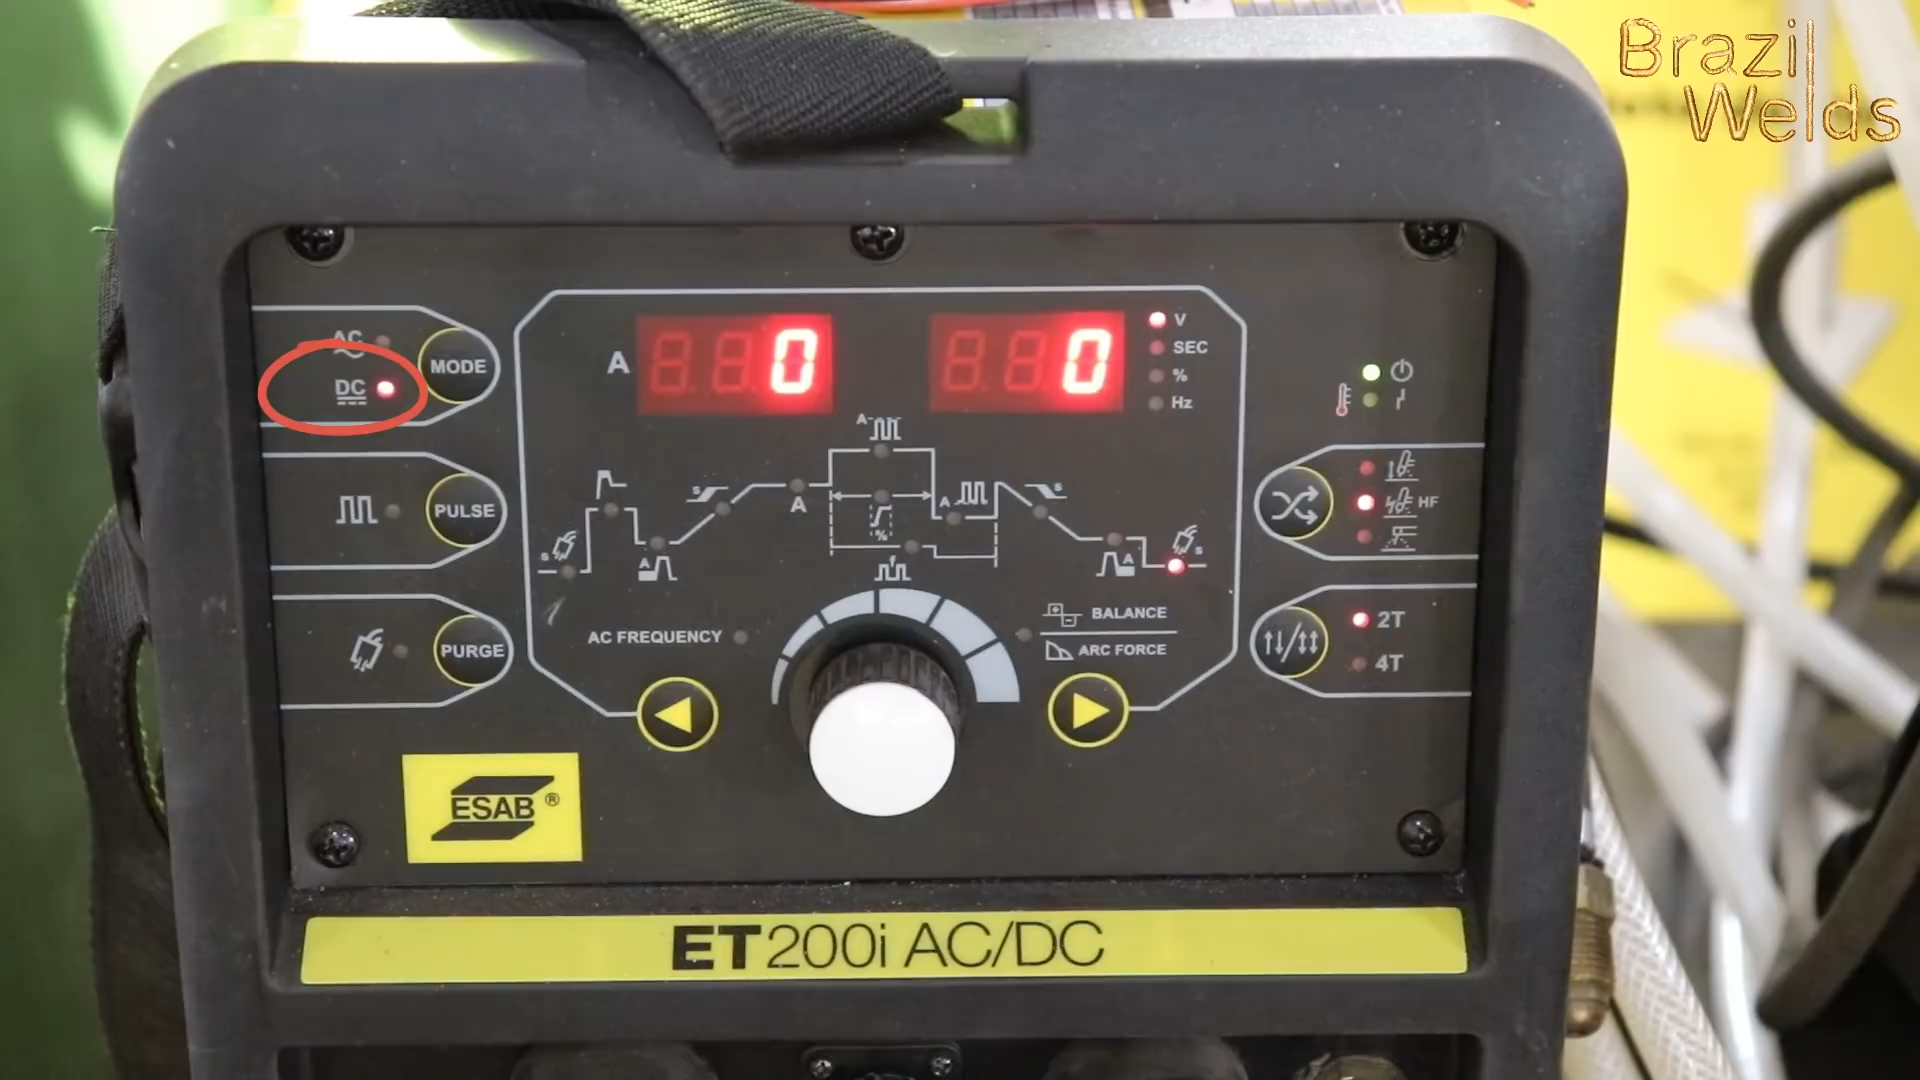 Brazil
Welds
AC
DC
MODE
A
0
0
V
SEC
%
Hz
A
PULSE
S
S
A
A
A
%
S
A
S
HF
PURGE
AC FREQUENCY
BALANCE
ARC FORCE
2T
4T
ESAB®
ET200i AC/DC